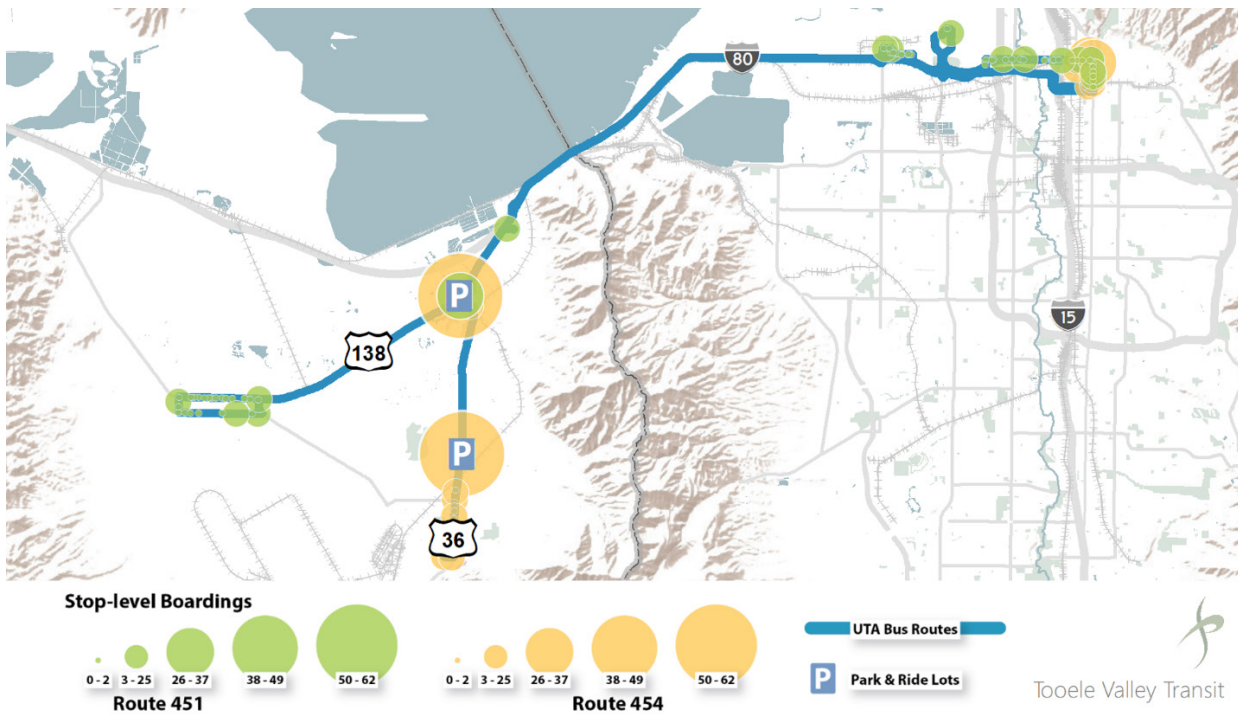 80
P
138
15
P
36
Stop-level Boardings
0 - 2 3 - 25 26 - 37 38 - 49 50 - 62
Route 451
0 - 2 3 - 25 26 - 37 38 - 49 50 - 62
Route 454
UTA Bus Routes
P Park & Ride Lots
Tooele Valley Transit